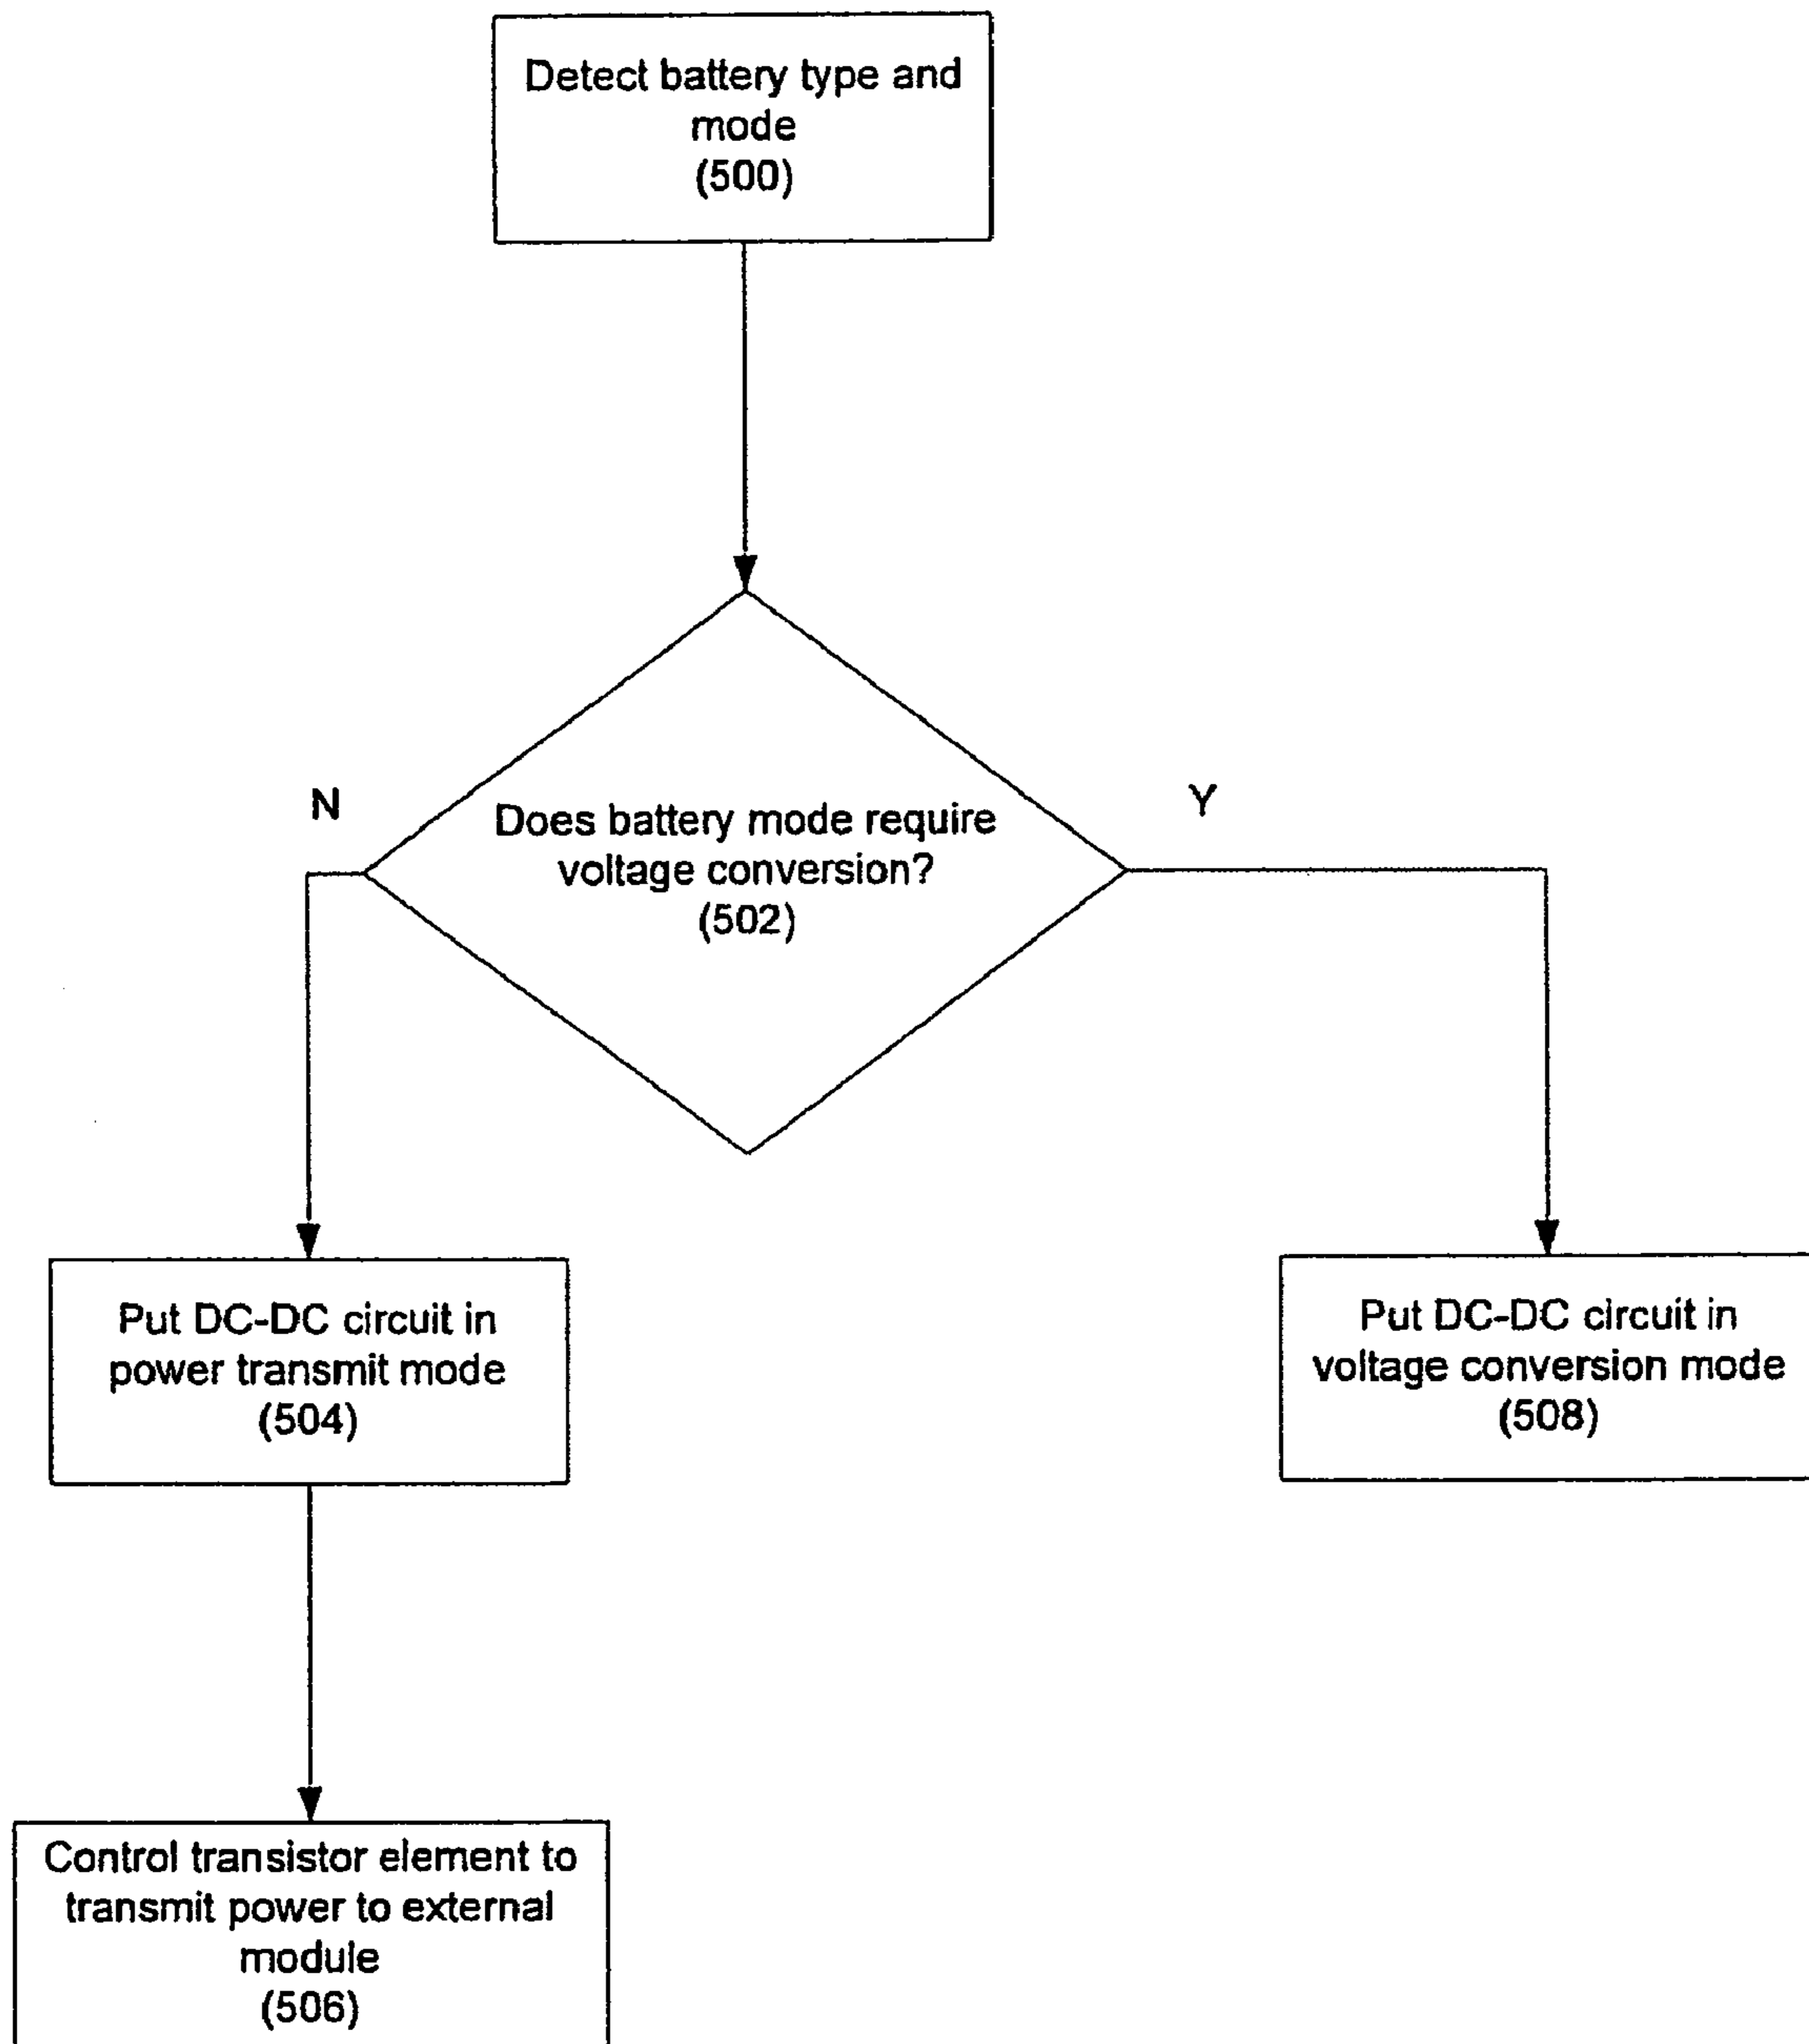 Detect battery type and
mode
(500)
N
Y
Does battery mode require
voltage conversion?
(502)
Put DC-DC circuit in
power transmit mode
(504)
Put DC-DC circuit in
voltage conversion mode
(508)
Control transistor element to
transmit power to external
module
(506)